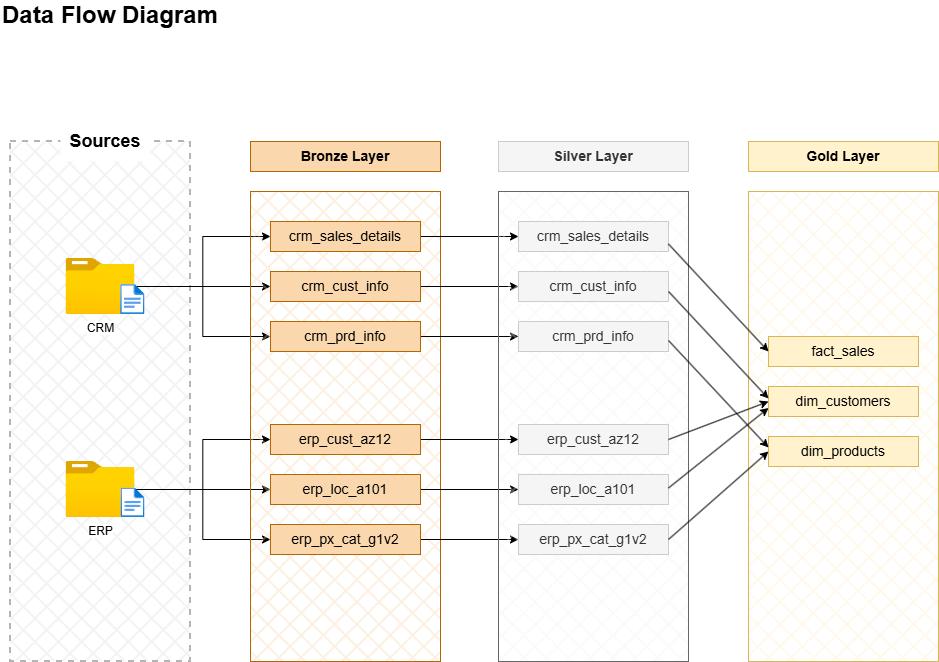 Data Flow Diagram
Sources
Bronze Layer
Silver Layer
Gold Layer
CRM
ERP
crm_sales_details
crm_cust_info
crm_prd_info
erp_cust_az12
erp_loc_a101
erp_px_cat_g1v2
crm_sales_details
crm_cust_info
crm_prd_info
erp_cust_az12
erp_loc_a101
erp_px_cat_g1v2
fact_sales
dim_customers
dim_products